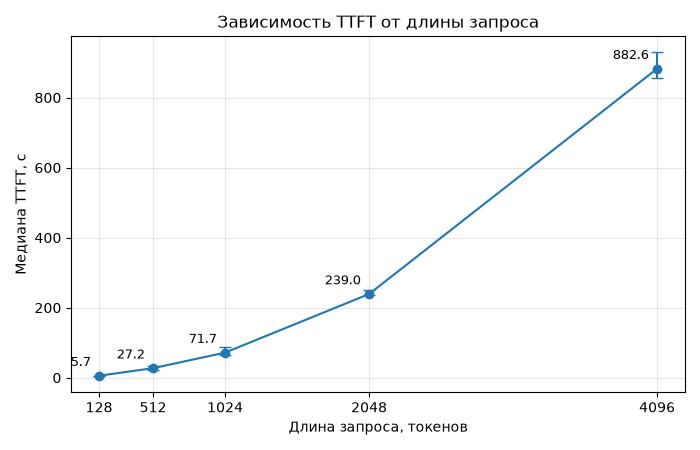 Зависимость TTFT от длины запроса
Медиана TTFT, с
800
600
400
200
0
5.7
27.2
71.7
239.0
882.6
128 512 1024 2048 4096
Длина запроса, токенов